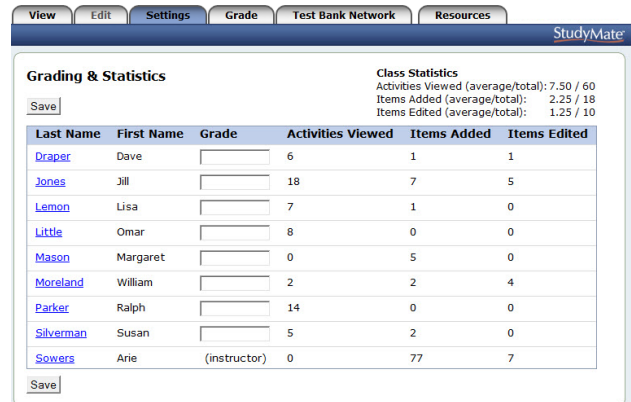 View Edit Settings Grade Test Bank Network Resources
StudyMate
Grading & Statistics
Class Statistics
Activities Viewed (average/total): 7.50 / 60
Items Added (average/total): 2.25 / 18
Items Edited (average/total): 1.25 / 10
Save
Last Name First Name Grade Activities Viewed Items Added Items Edited
Draper Dave 6 1 1
Jones Jill 18 7 5
Lemon Lisa 7 1 0
Little Omar 8 0 0
Mason Margaret 0 5 0
Moreland William 2 2 4
Parker Ralph 14 0 0
Silverman Susan 5 2 0
Sowers Arie (instructor) 0 77 7
Save